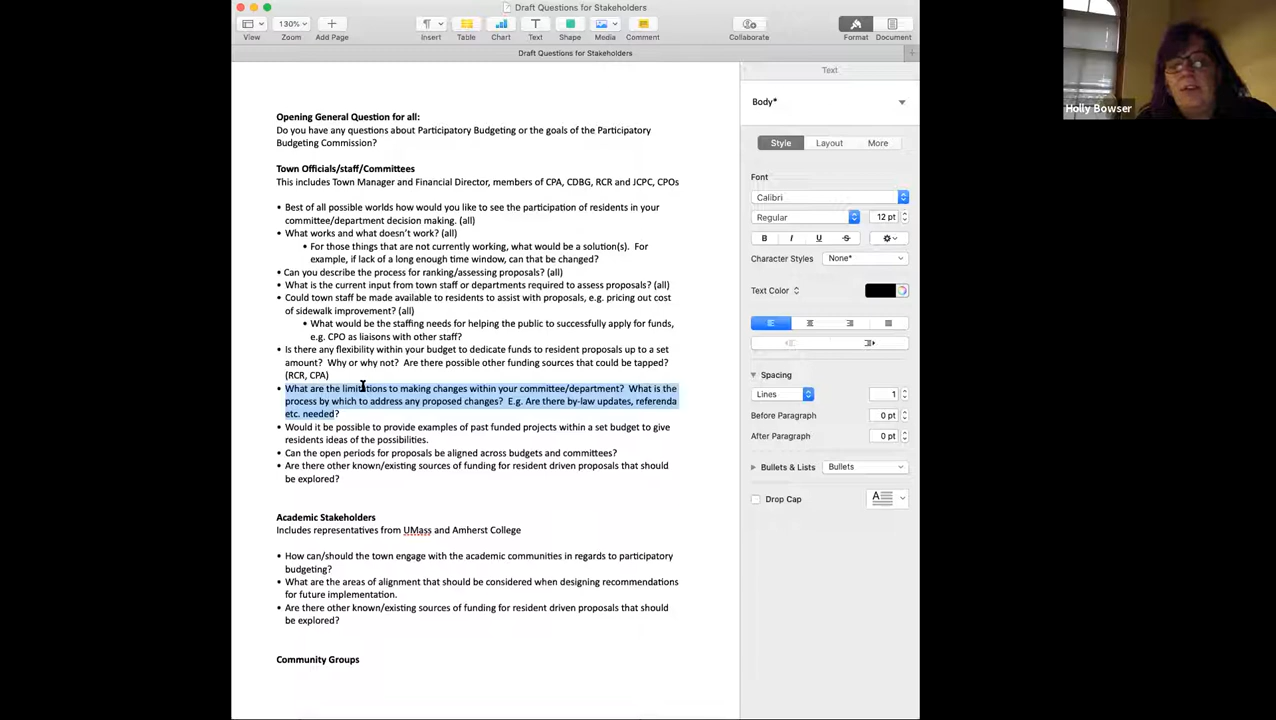 Draft Questions for Stakeholders
130%
View
Zoom
Add Page
Insert
Table
Chart
Text
Shape
Media
Comment
Collaborate
Format
Document
Draft Questions for Stakeholders
Opening General Question for all:
Do you have any questions about Participatory Budgeting or the goals of the Participatory
Budgeting Commission?
Town Officials/staff/Committees
This includes Town Manager and Financial Director, members of CPA, CDBG, RCR and JCPC, CPOs
• Best of all possible worlds how would you like to see the participation of residents in your
committee/department decision making. (all)
• What works and what doesn't work? (all)
• For those things that are not currently working, what would be a solution(s). For
example, if lack of a long enough time window, can that be changed?
• Can you describe the process for ranking/assessing proposals? (all)
• What is the current input from town staff or departments required to assess proposals? (all)
• Could town staff be made available to residents to assist with proposals, e.g. pricing out cost
of sidewalk improvement? (all)
• What would be the staffing needs for helping the public to successfully apply for funds,
e.g. CPO as liaisons with other staff?
• Is there any flexibility within your budget to dedicate funds to resident proposals up to a set
amount? Why or why not? Are there possible other funding sources that could be tapped?
(RCR, CPA)
• What are the limitations to making changes within your committee/department? What is the
process by which to address any proposed changes? E.g. Are there by-law updates, referenda
etc. needed?
• Would it be possible to provide examples of past funded projects within a set budget to give
residents ideas of the possibilities.
• Can the open periods for proposals be aligned across budgets and committees?
• Are there other known/existing sources of funding for resident driven proposals that should
be explored?
Academic Stakeholders
Includes representatives from UMass and Amherst College
• How can/should the town engage with the academic communities in regards to participatory
budgeting?
• What are the areas of alignment that should be considered when designing recommendations
for future implementation.
• Are there other known/existing sources of funding for resident driven proposals that should
be explored?
Community Groups
Text
Body*
Style
Layout
More
Font
Calibri
Regular
12 pt
B I U S
Character Styles
None*
Text Color
Spacing
Lines
1
Before Paragraph
0 pt
After Paragraph
0 pt
Bullets & Lists
Bullets
Drop Cap
A
Holly Bowser